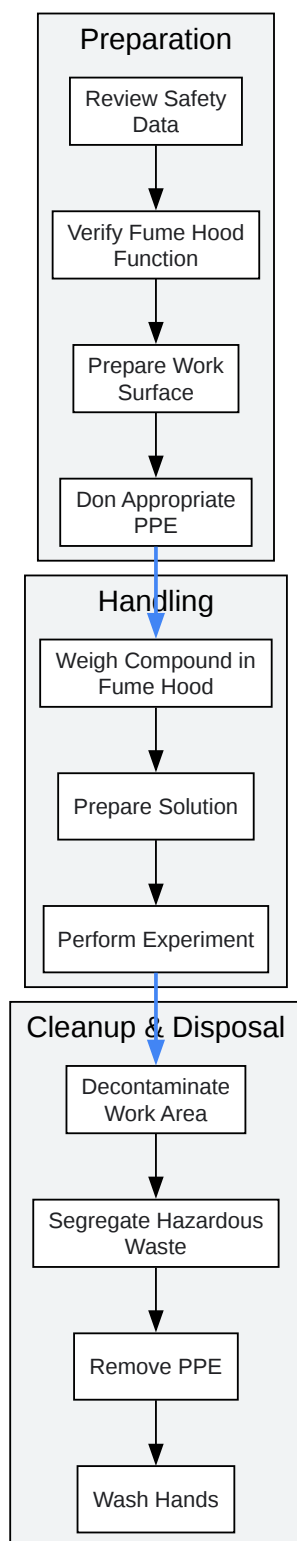 Preparation
Review Safety
Data
Verify Fume Hood
Function
Prepare Work
Surface
Don Appropriate
PPE
Handling
Weigh Compound in
Fume Hood
Prepare Solution
Perform Experiment
Cleanup & Disposal
Decontaminate
Work Area
Segregate Hazardous
Waste
Remove PPE
Wash Hands